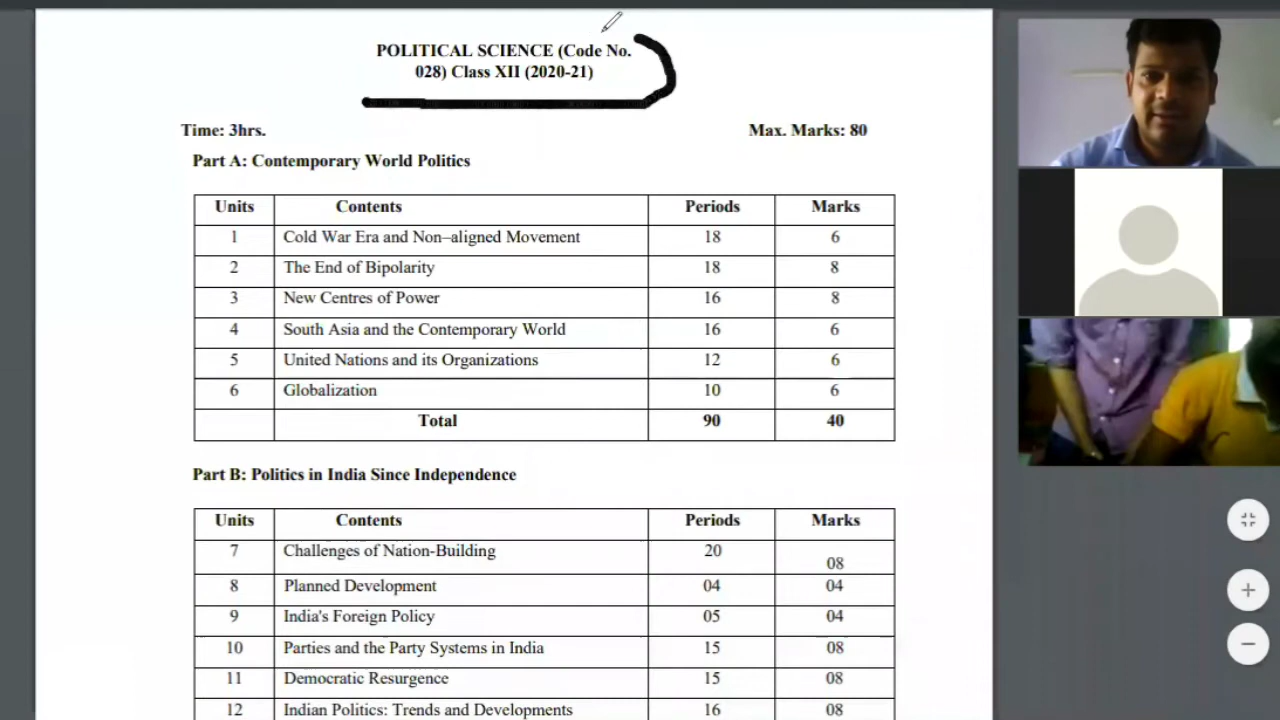 POLITICAL SCIENCE (Code No.
028) Class XII (2020-21)
Time: 3hrs. Max. Marks: 80
Part A: Contemporary World Politics
Units Contents Periods Marks
1 Cold War Era and Non–aligned Movement 18 6
2 The End of Bipolarity 18 8
3 New Centres of Power 16 8
4 South Asia and the Contemporary World 16 6
5 United Nations and its Organizations 12 6
6 Globalization 10 6
Total 90 40
Part B: Politics in India Since Independence
Units Contents Periods Marks
7 Challenges of Nation-Building 20 08
8 Planned Development 04 04
9 India's Foreign Policy 05 04
10 Parties and the Party Systems in India 15 08
11 Democratic Resurgence 15 08
12 Indian Politics: Trends and Developments 16 08